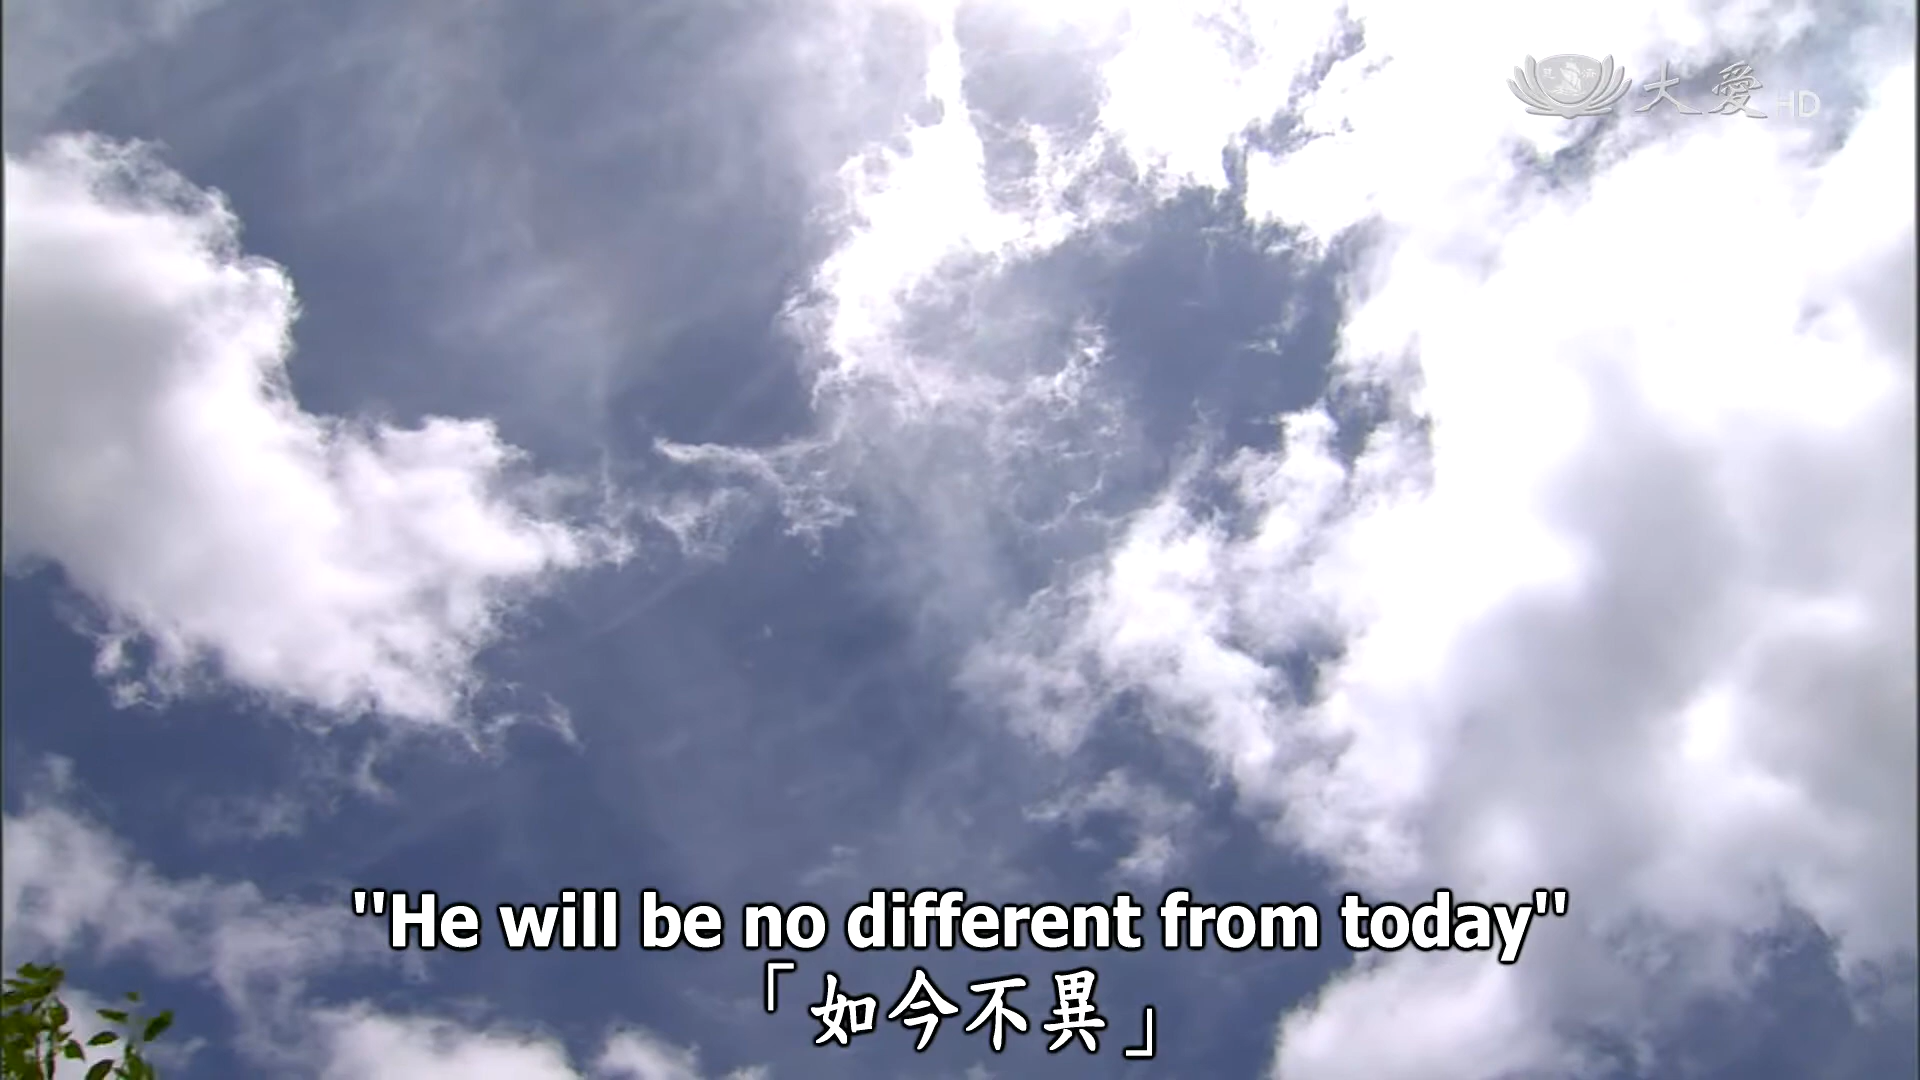 大愛HD
"He will be no different from today"
「如今不異」